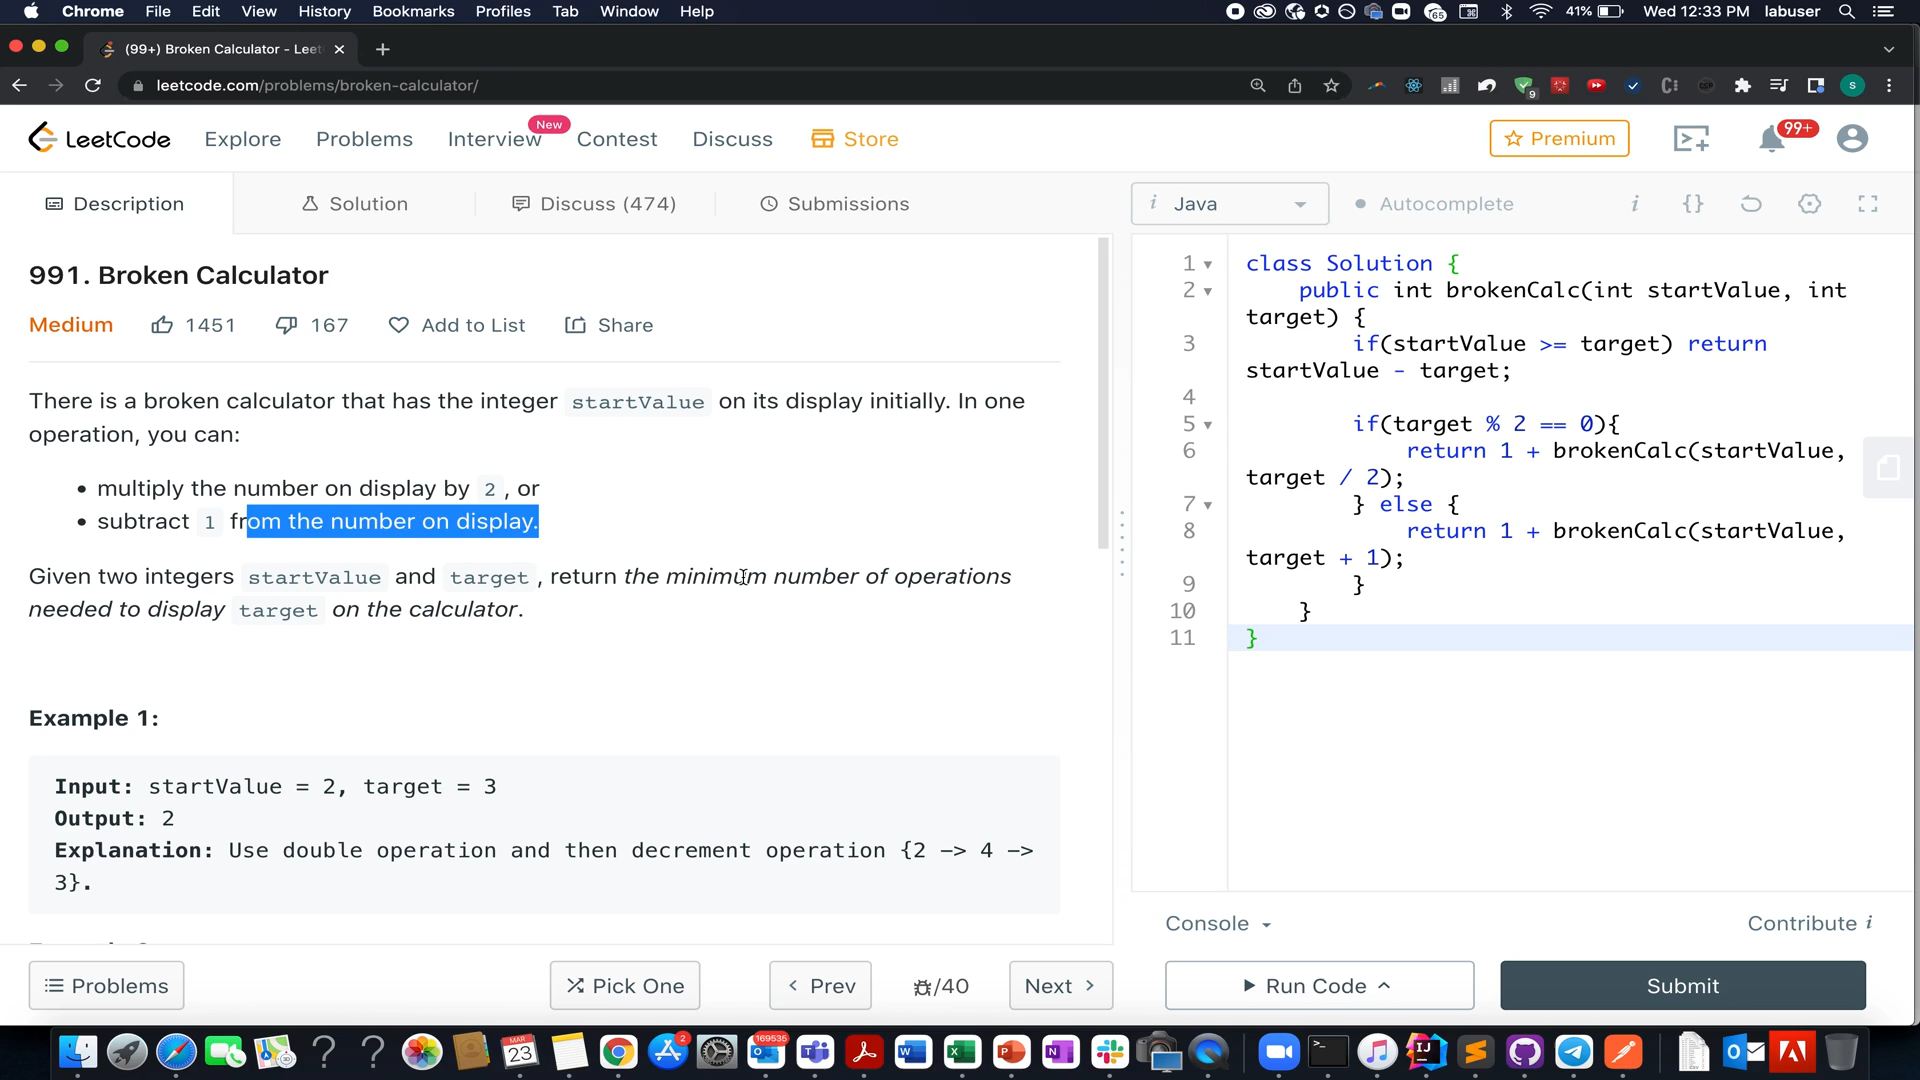 Chrome File Edit View History Bookmarks Profiles Tab Window Help 65 41% Wed 12:33 PM labuser
(99+) Broken Calculator - Leet
leetcode.com/problems/broken-calculator/ 9 S
LeetCode Explore Problems Interview New Contest Discuss Store Premium 99+
Description Solution Discuss (474) Submissions i Java Autocomplete i {}
991. Broken Calculator
Medium 1451 167 Add to List Share
There is a broken calculator that has the integer startValue on its display initially. In one
operation, you can:
• multiply the number on display by 2 , or
• subtract 1 from the number on display.
Given two integers startValue and target , return the minimum number of operations
needed to display target on the calculator.
Example 1:
Input: startValue = 2, target = 3
Output: 2
Explanation: Use double operation and then decrement operation {2 -> 4 ->
3}.
1 class Solution {
2 public int brokenCalc(int startValue, int
target) {
3 if(startValue >= target) return
startValue - target;
4
5 if(target % 2 == 0){
6 return 1 + brokenCalc(startValue,
target / 2);
7 } else {
8 return 1 + brokenCalc(startValue,
target + 1);
9 }
10 }
11 }
Console Contribute i
Problems Pick One < Prev /40 Next > Run Code Submit
MAR 23 2 169535